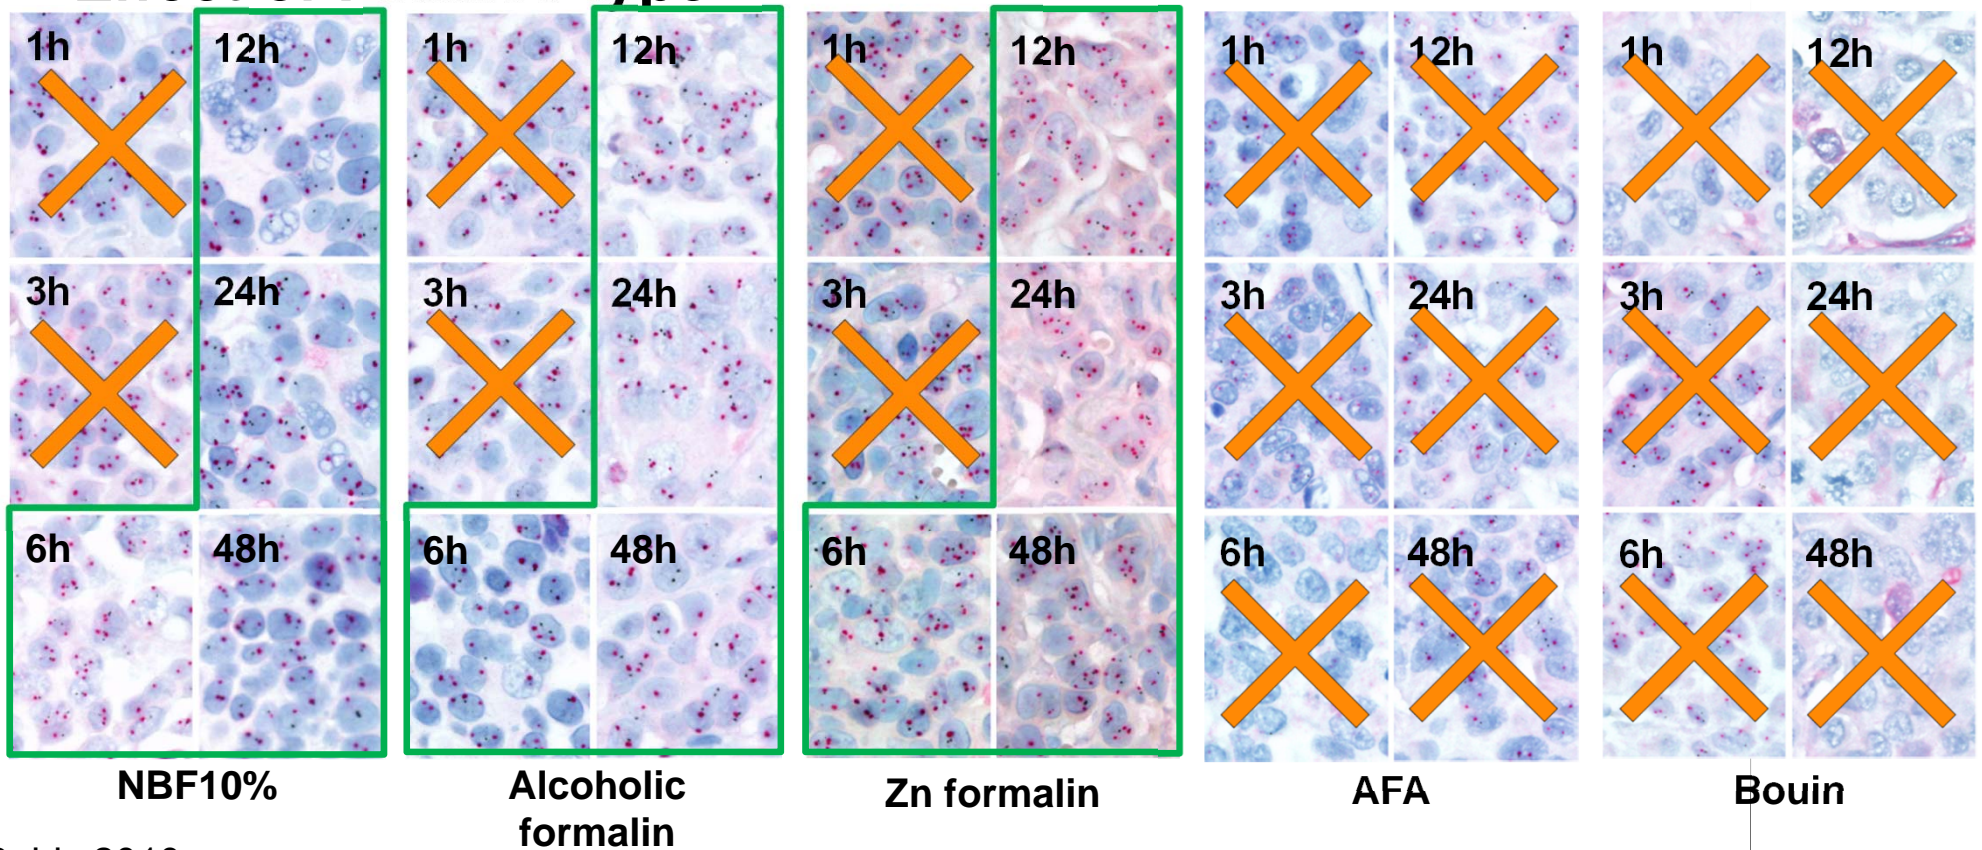 1h 12h 1h 12h 1h 12h 1h 12h 1h 12h
3h 24h 3h 24h 3h 24h 3h 24h 3h 24h
6h 48h 6h 48h 6h 48h 6h 48h 6h 48h
NBF10% Alcoholic Zn formalin AFA Bouin
formalin